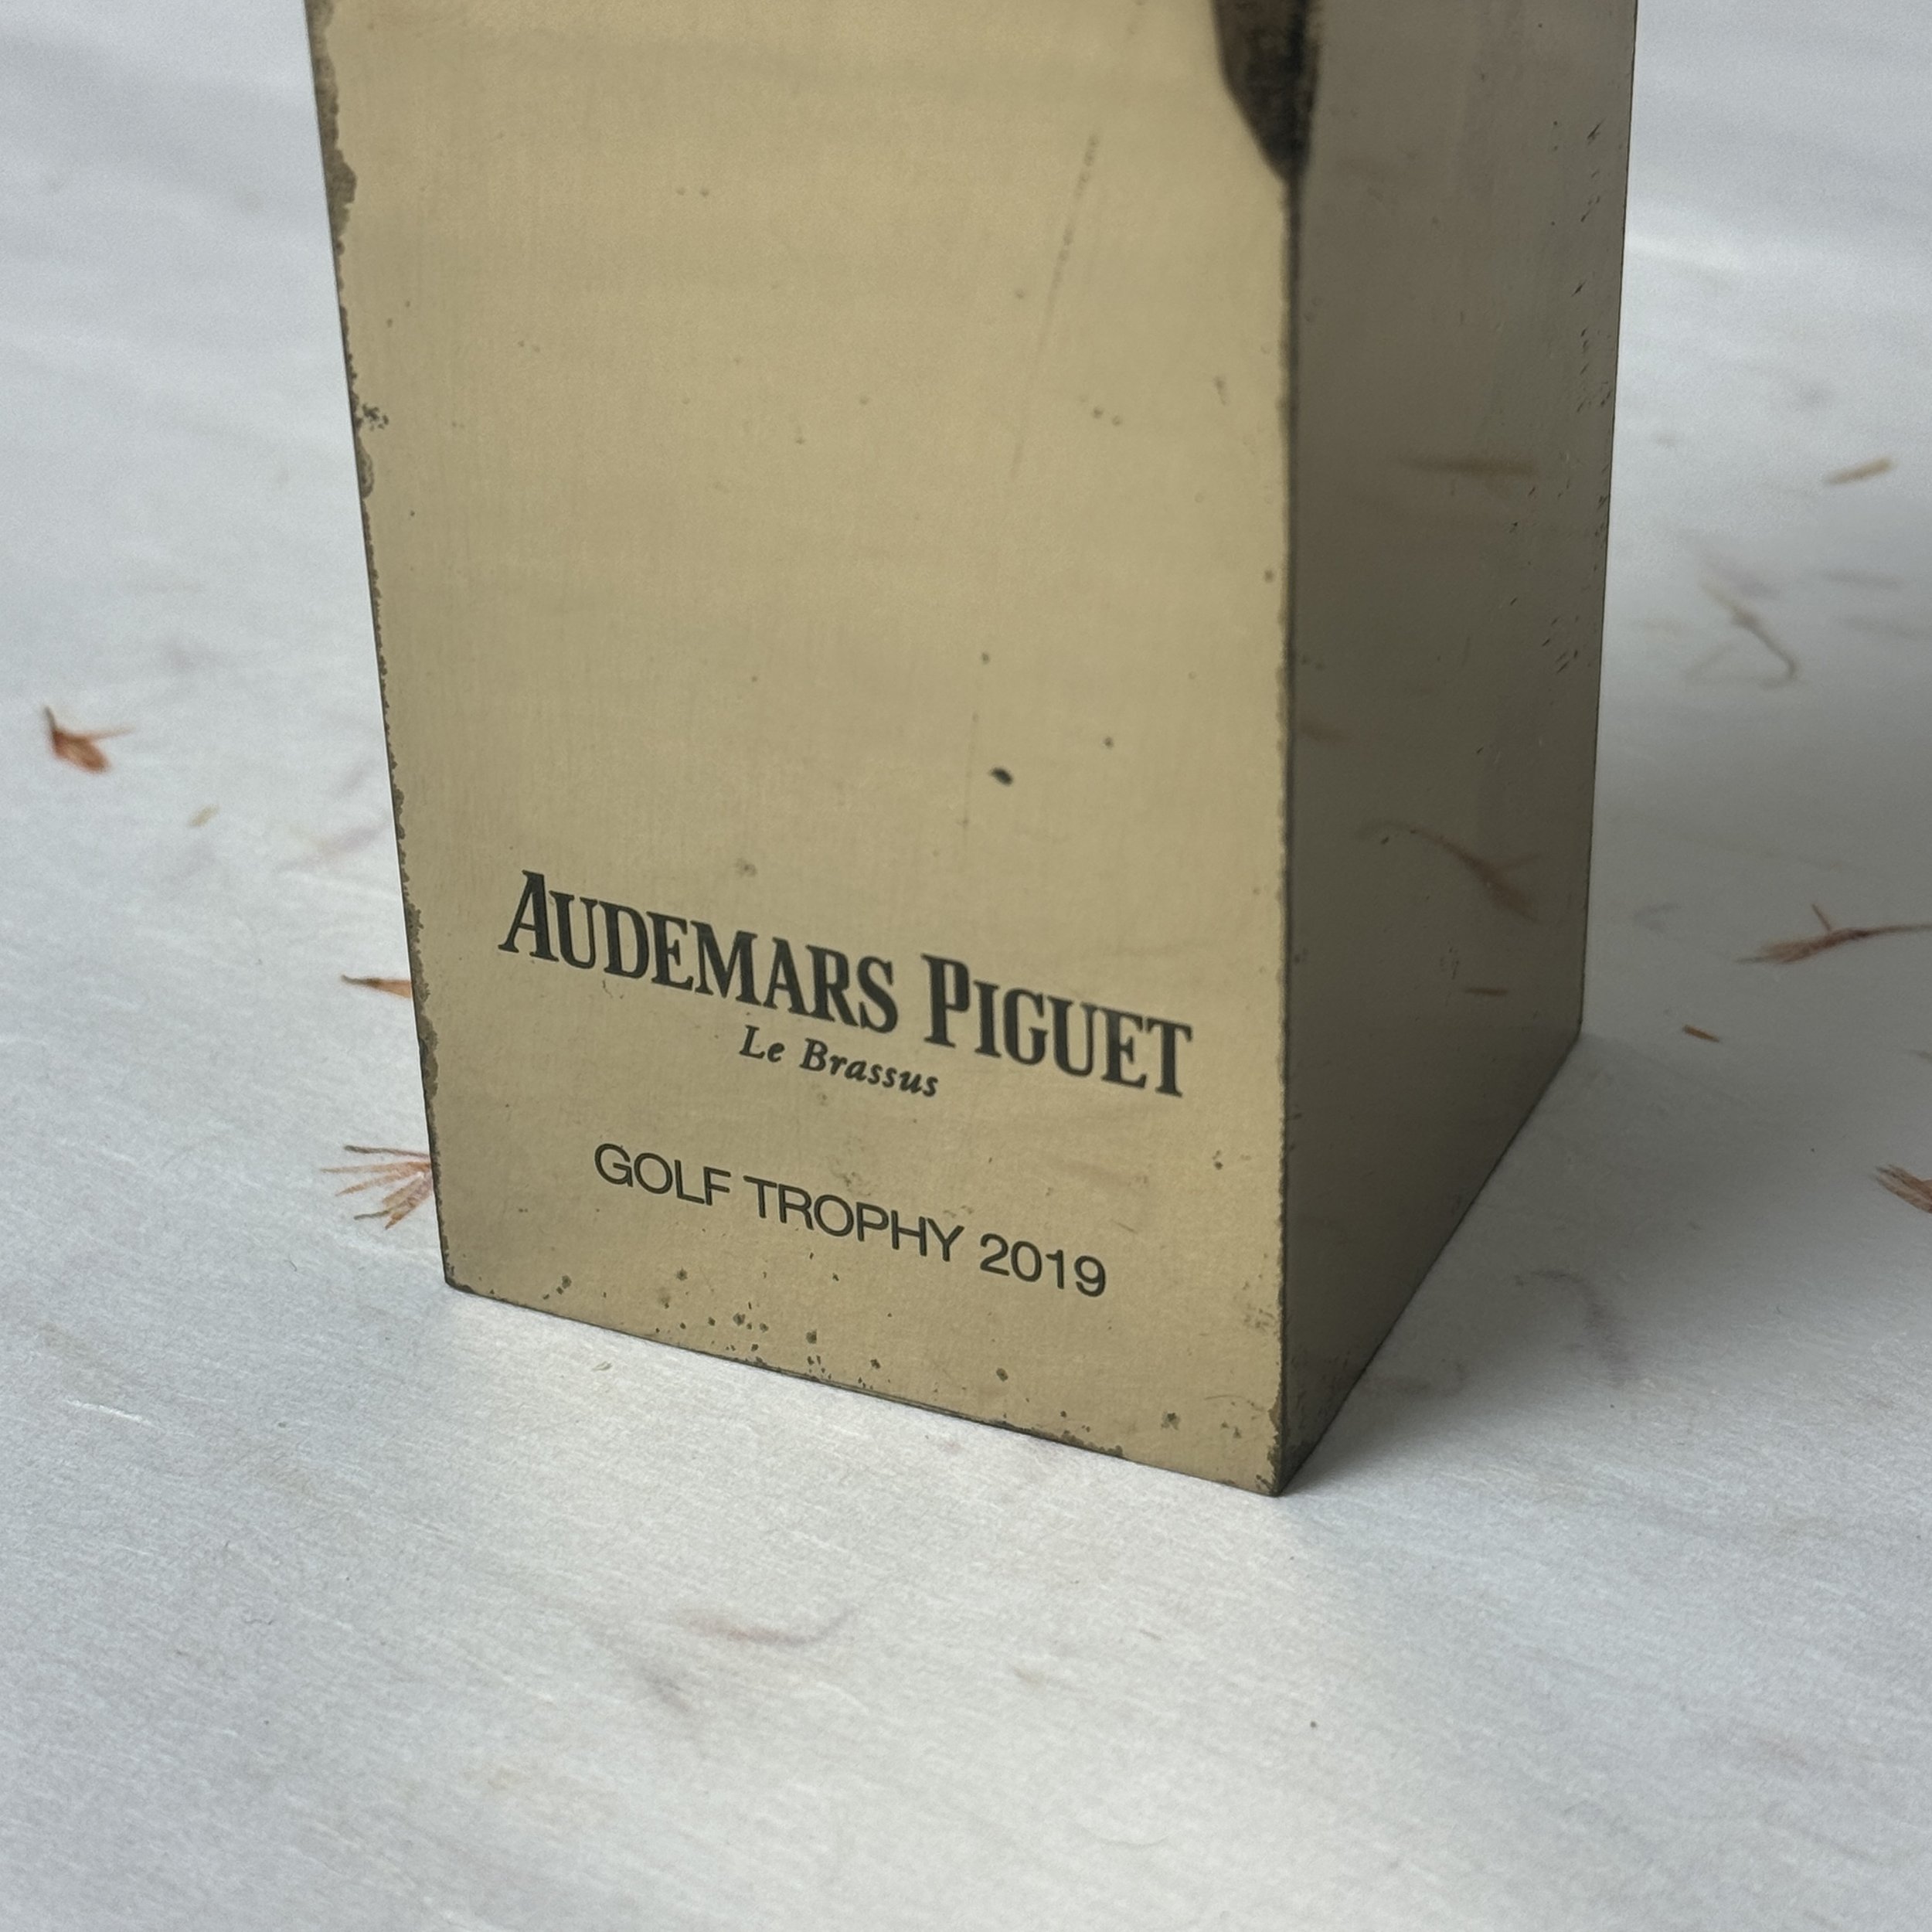 AUDEMARS PIGUET
Le Brassus
GOLF TROPHY 2019